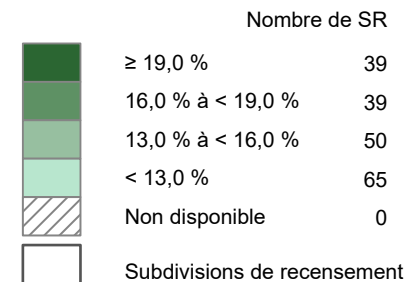 Nombre de SR
≥ 19,0 % 39
16,0 % à < 19,0 % 39
13,0 % à < 16,0 % 50
< 13,0 % 65
Non disponible 0
Subdivisions de recensement